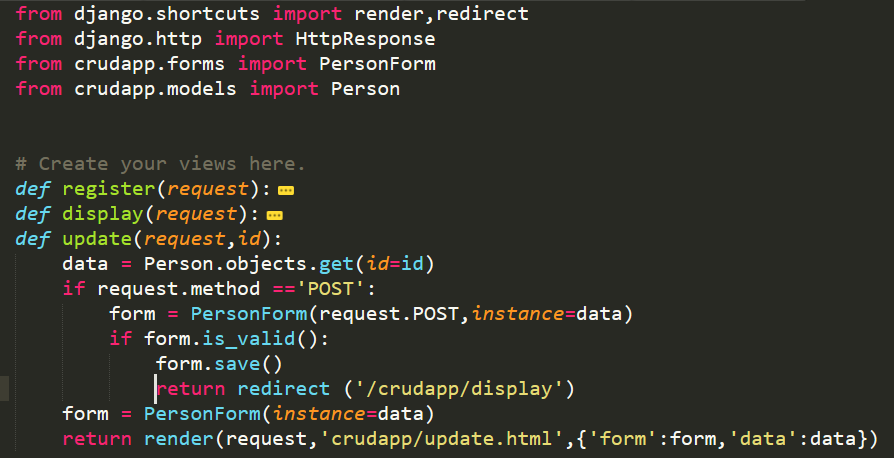 from django.shortcuts import render,redirect
from django.http import HttpResponse
from crudapp.forms import PersonForm
from crudapp.models import Person
# Create your views here.
def register(request):
def display(request):
def update(request,id):
    data = Person.objects.get(id=id)
    if request.method =='POST':
        form = PersonForm(request.POST,instance=data)
        if form.is_valid():
            form.save()
            return redirect ('/crudapp/display')
    form = PersonForm(instance=data)
    return render(request,'crudapp/update.html',{'form':form,'data':data})